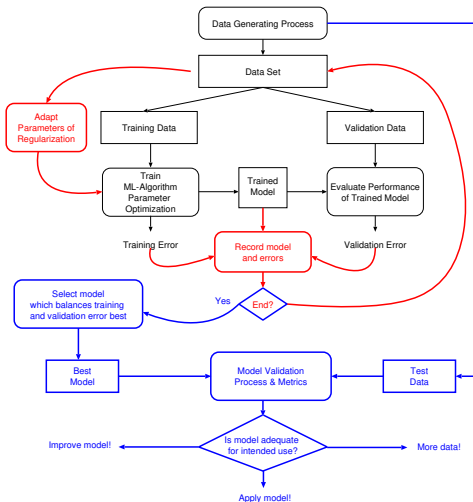 Data Generating Process
Data Set
Adapt
Parameters of
Regularization
Training Data
Validation Data
Train
ML-Algorithm
Parameter
Optimization
Trained
Model
Evaluate Performance
of Trained Model
Training Error
Validation Error
Record model
and errors
Select model
which balances training
and validation error best
Yes
End?
Best
Model
Model Validation
Process & Metrics
Test
Data
Is model adequate
for intended use?
Improve model!
More data!
Apply model!